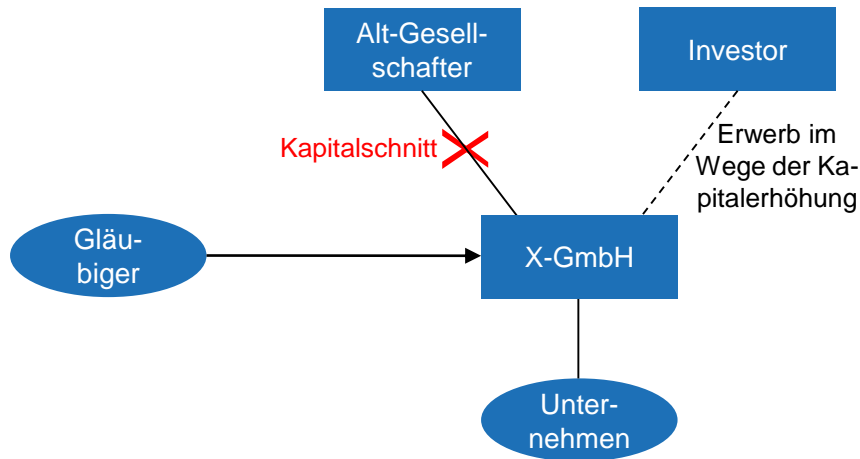 Alt-Gesell-
schafter
Investor
Kapitalschnitt
Erwerb im
Wege der Ka-
pitalerhöhung
Gläu-
biger
X-GmbH
Unter-
nehmen